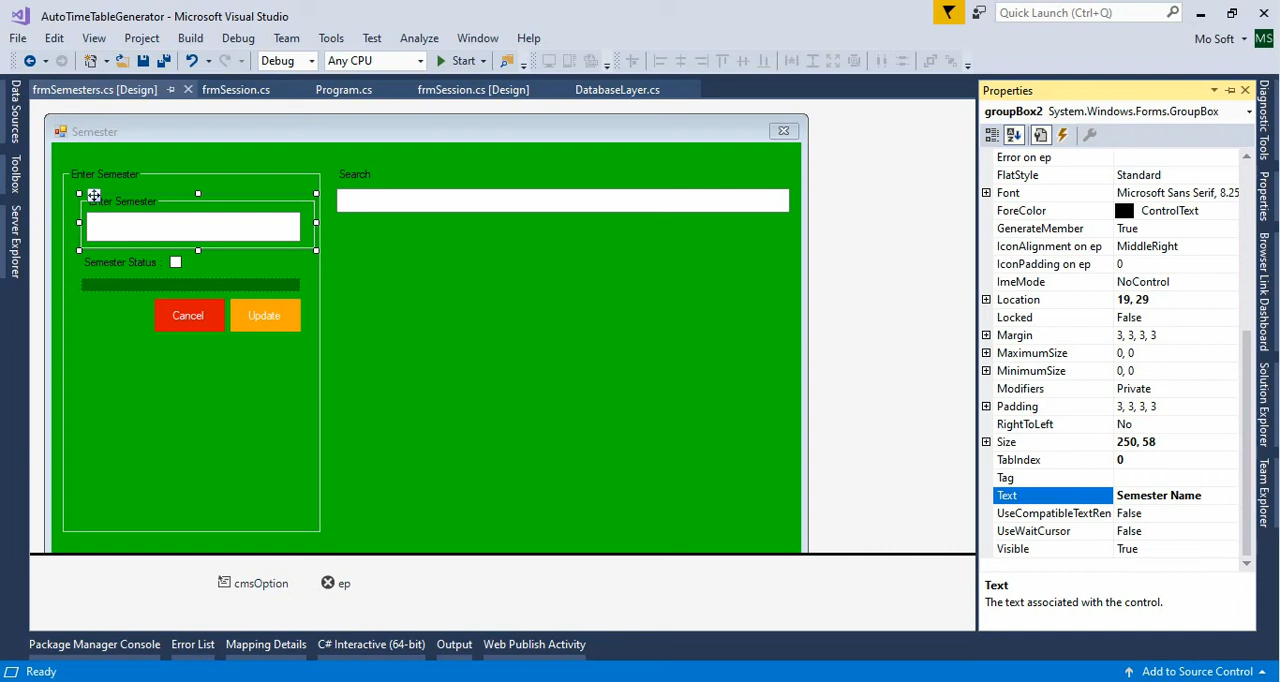 AutoTimeTableGenerator - Microsoft Visual Studio
Quick Launch (Ctrl+Q)
File Edit View Project Build Debug Team Tools Test Analyze Window Help
Mo Soft MS
Debug Any CPU Start
frmSemesters.cs [Design] frmSession.cs Program.cs frmSession.cs [Design] DatabaseLayer.cs
Data Sources
Toolbox
Server Explorer
Semester
Enter Semester
Search
Enter Semester
Semester Status :
Cancel Update
cmsOption ep
Properties
groupBox2 System.Windows.Forms.GroupBox
Error on ep
FlatStyle Standard
Font Microsoft Sans Serif, 8.25
ForeColor ControlText
GenerateMember True
IconAlignment on ep MiddleRight
IconPadding on ep 0
ImeMode NoControl
Location 19, 29
Locked False
Margin 3, 3, 3, 3
MaximumSize 0, 0
MinimumSize 0, 0
Modifiers Private
Padding 3, 3, 3, 3
RightToLeft No
Size 250, 58
TabIndex 0
Tag
Text Semester Name
UseCompatibleTextRen False
UseWaitCursor False
Visible True
Text
The text associated with the control.
Diagnostic Tools
Properties
Browser Link Dashboard
Solution Explorer
Team Explorer
Package Manager Console Error List Mapping Details C# Interactive (64-bit) Output Web Publish Activity
Ready
Add to Source Control